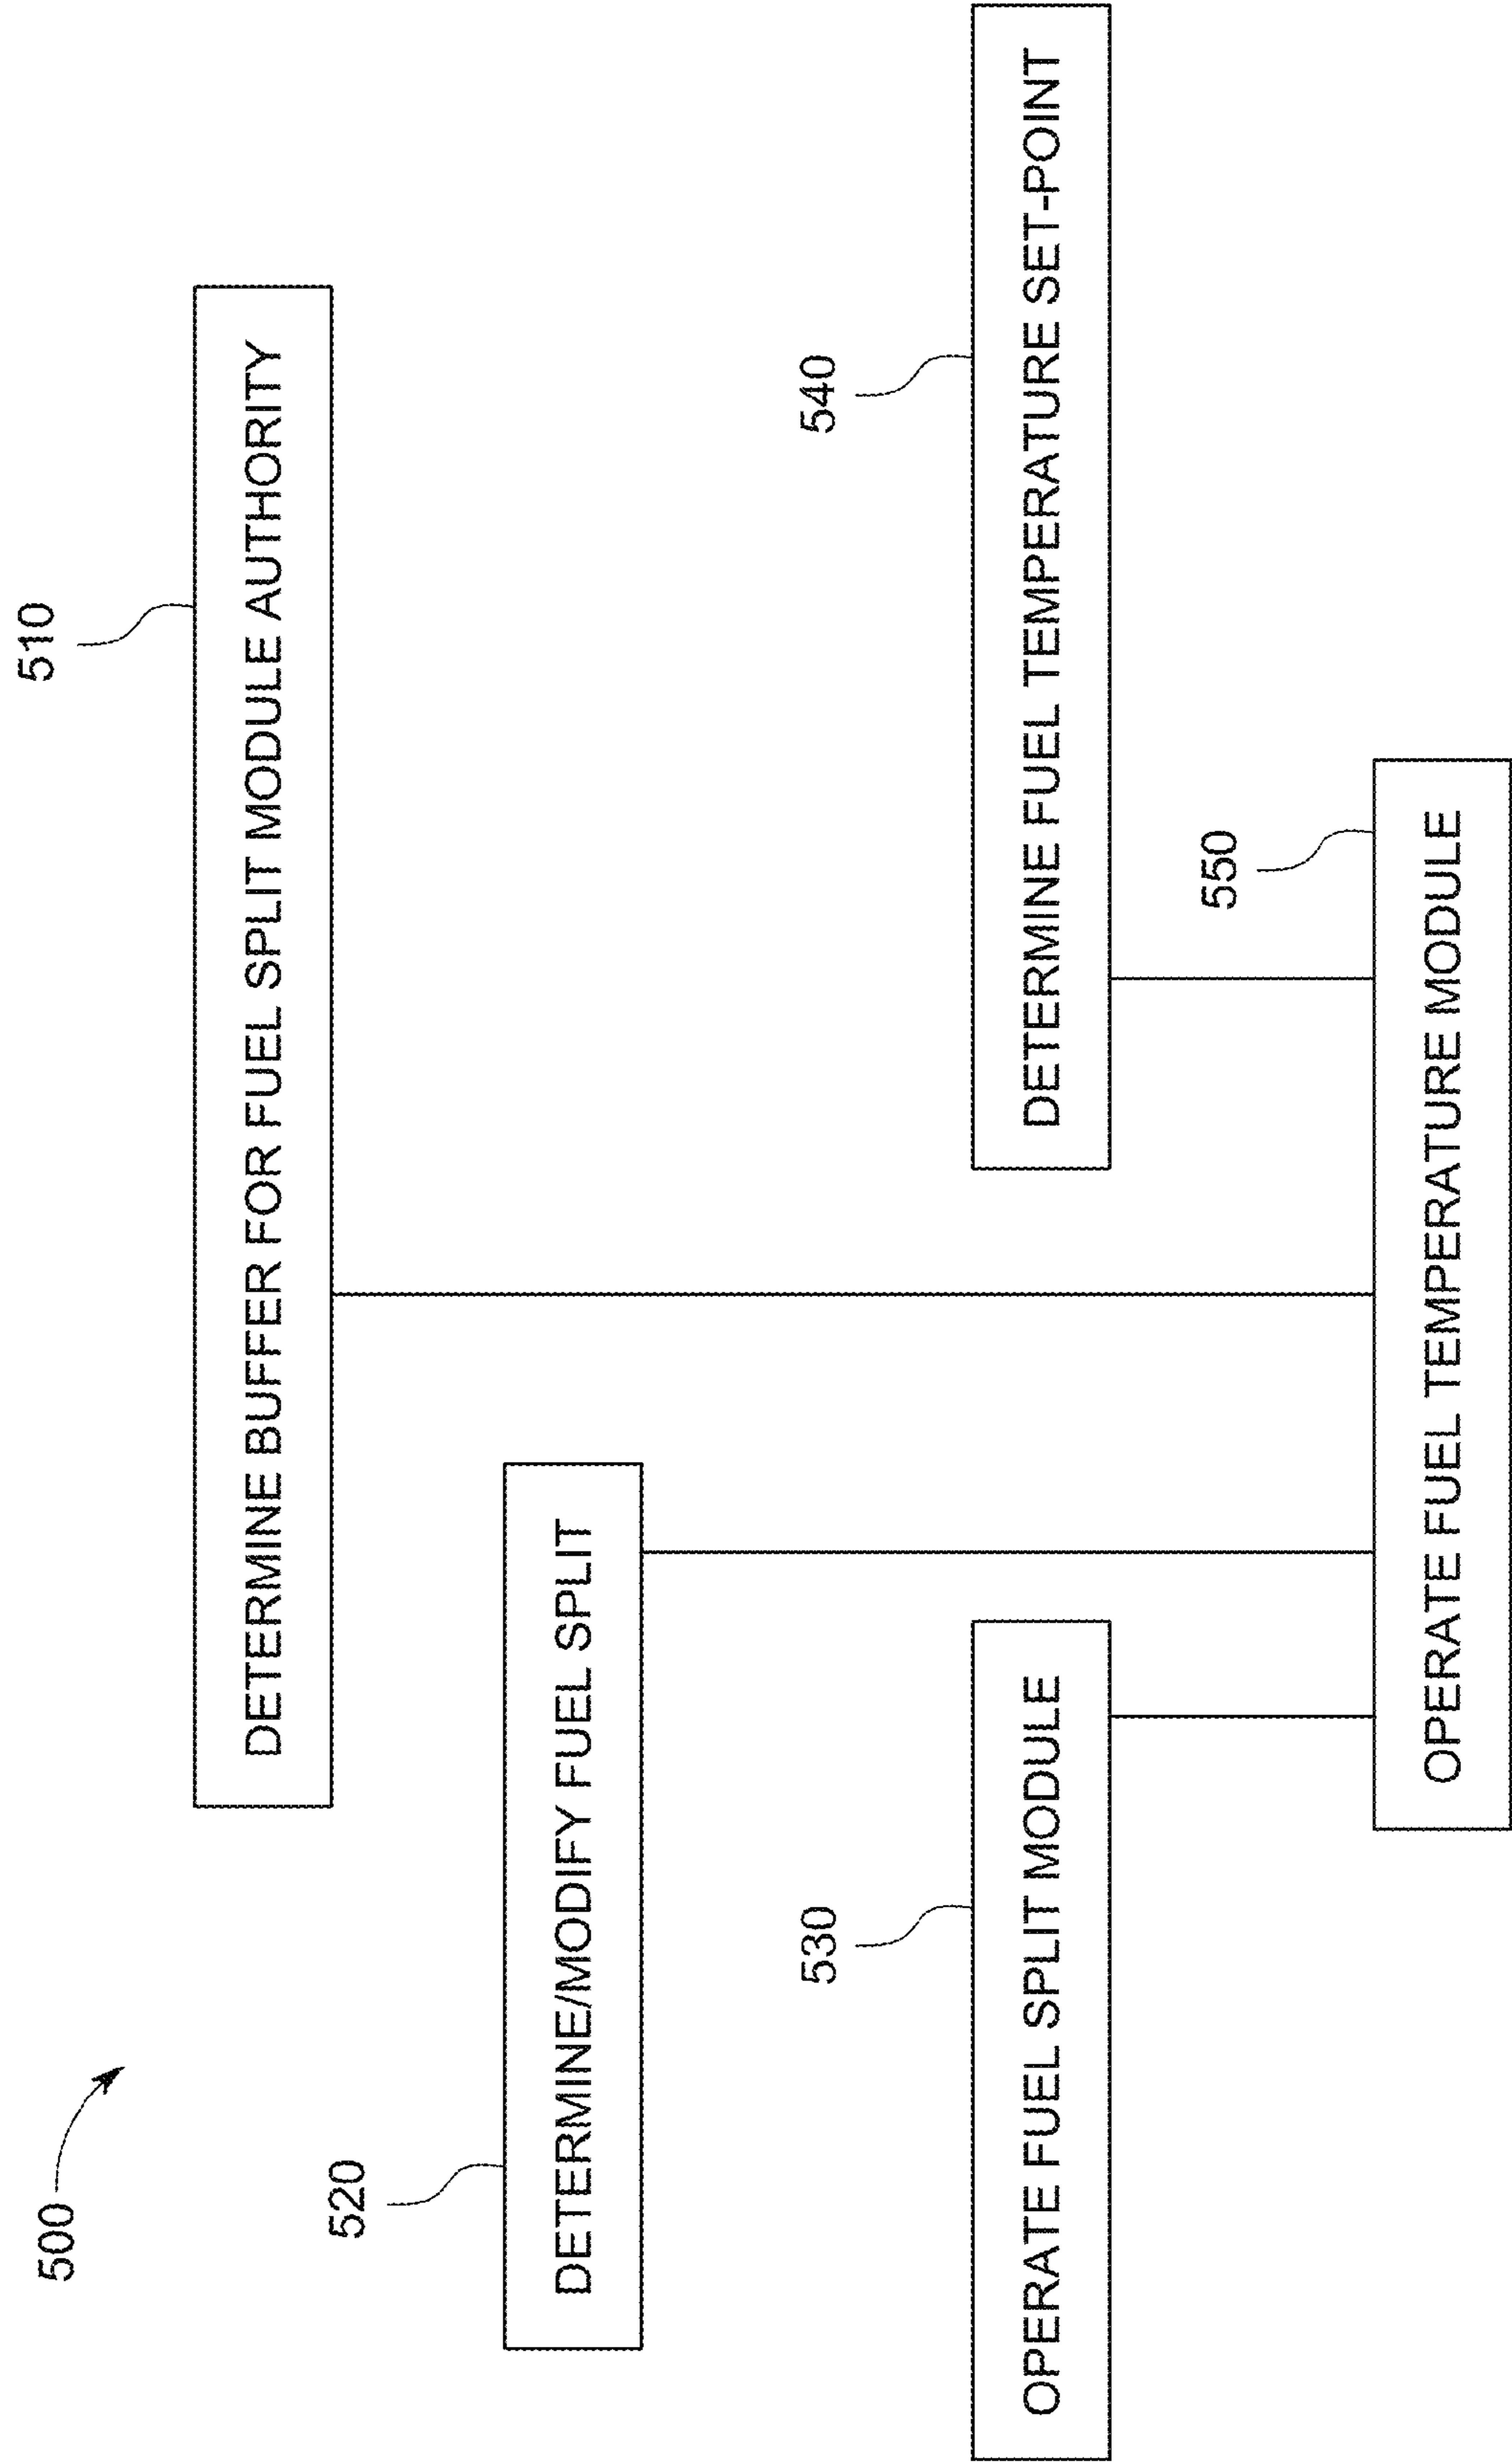 500
510
DETERMINE BUFFER FOR FUEL SPLIT MODULE AUTHORITY
520
DETERMINE/MODIFY FUEL SPLIT
530
OPERATE FUEL SPLIT MODULE
540
DETERMINE FUEL TEMPERATURE SET-POINT
550
OPERATE FUEL TEMPERATURE MODULE